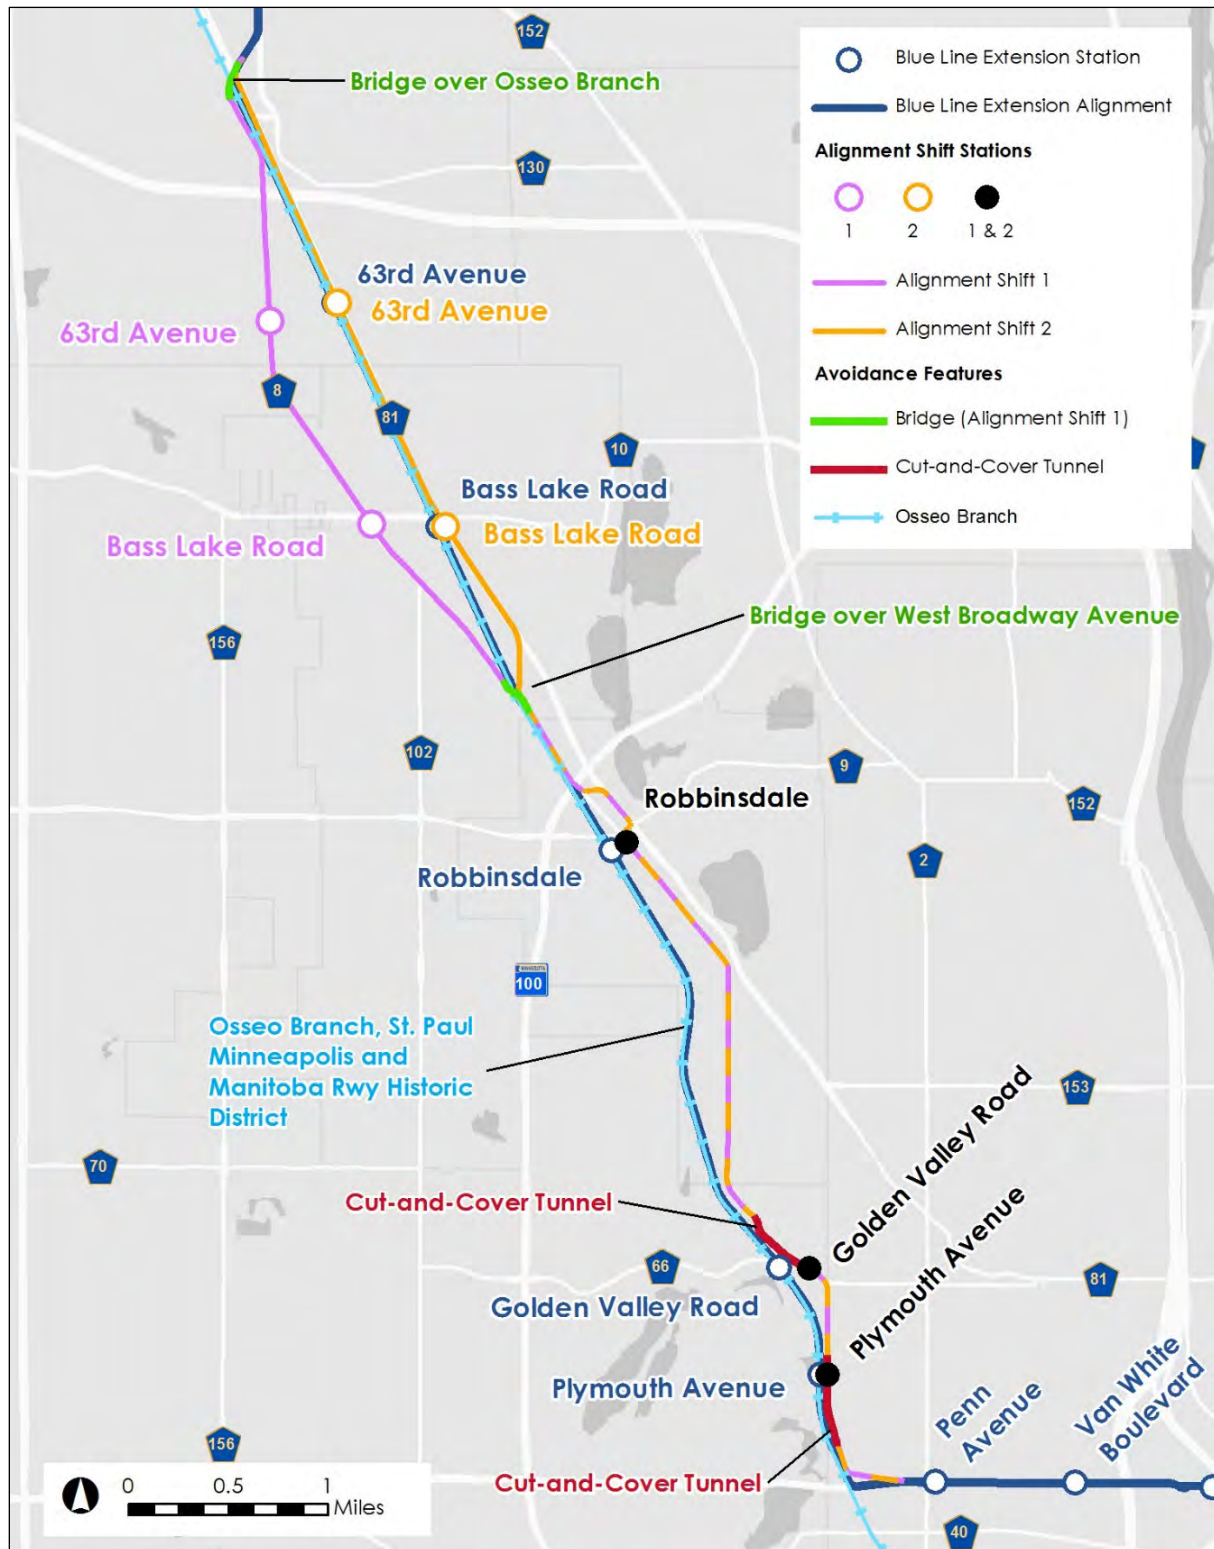 152
Bridge over Osseo Branch
130
Blue Line Extension Station
Blue Line Extension Alignment
Alignment Shift Stations
1
2
1 & 2
Alignment Shift 1
Alignment Shift 2
Avoidance Features
Bridge (Alignment Shift 1)
Cut-and-Cover Tunnel
Osseo Branch
63rd Avenue
63rd Avenue
63rd Avenue
8
81
10
Bass Lake Road
Bass Lake Road
Bass Lake Road
Bridge over West Broadway Avenue
156
102
9
Robbinsdale
152
2
Robbinsdale
MINNESOTA
100
Osseo Branch, St. Paul
Minneapolis and
Manitoba Rwy Historic
District
153
70
Golden Valley Road
Cut-and-Cover Tunnel
66
81
Golden Valley Road
Plymouth Avenue
Plymouth Avenue
Penn
Avenue
Van White
Boulevard
156
Cut-and-Cover Tunnel
0
0.5
1
Miles
40